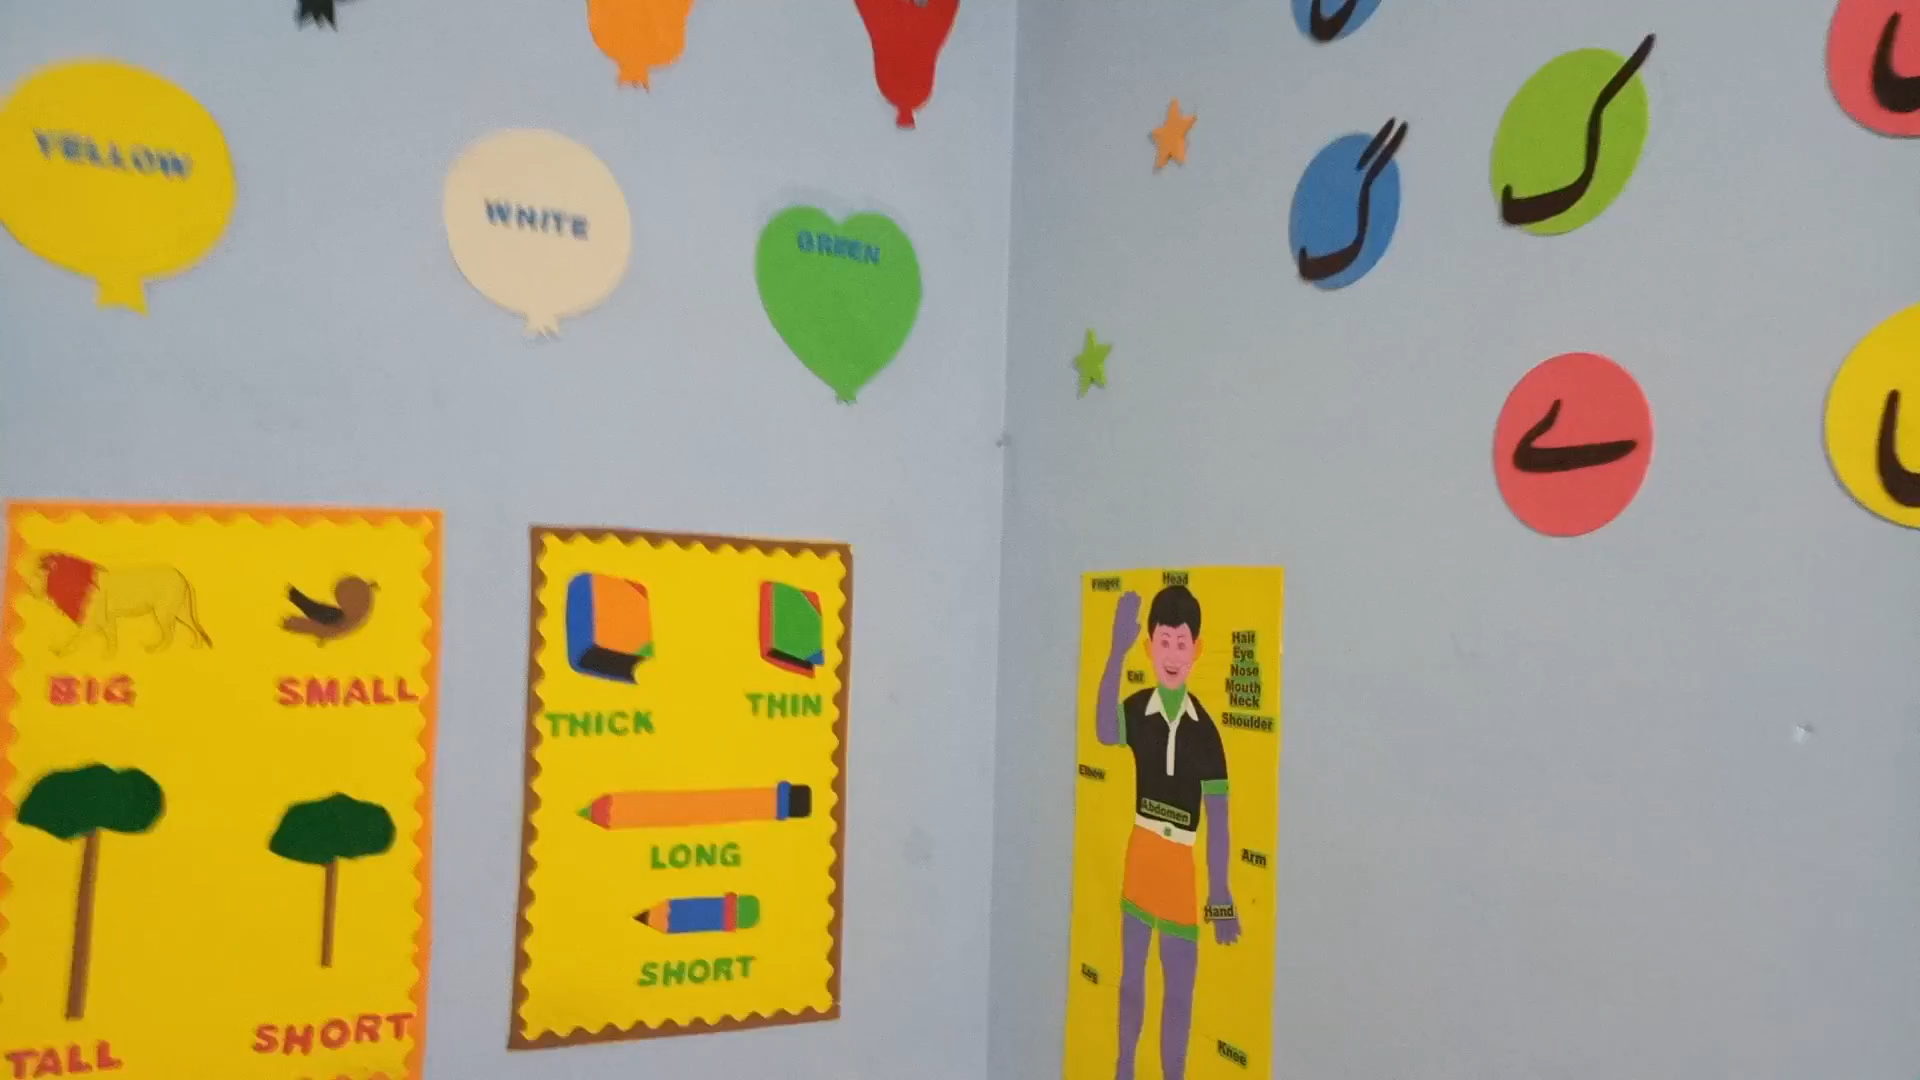 YELLOW
WHITE
GREEN
گ
ک
ے
BIG
SMALL
TALL
SHORT
THICK
THIN
LONG
SHORT
Finger
Head
Hair
Eye
Nose
Mouth
Neck
Shoulder
Elbow
Abdomen
Arm
Hand
Leg
Knee